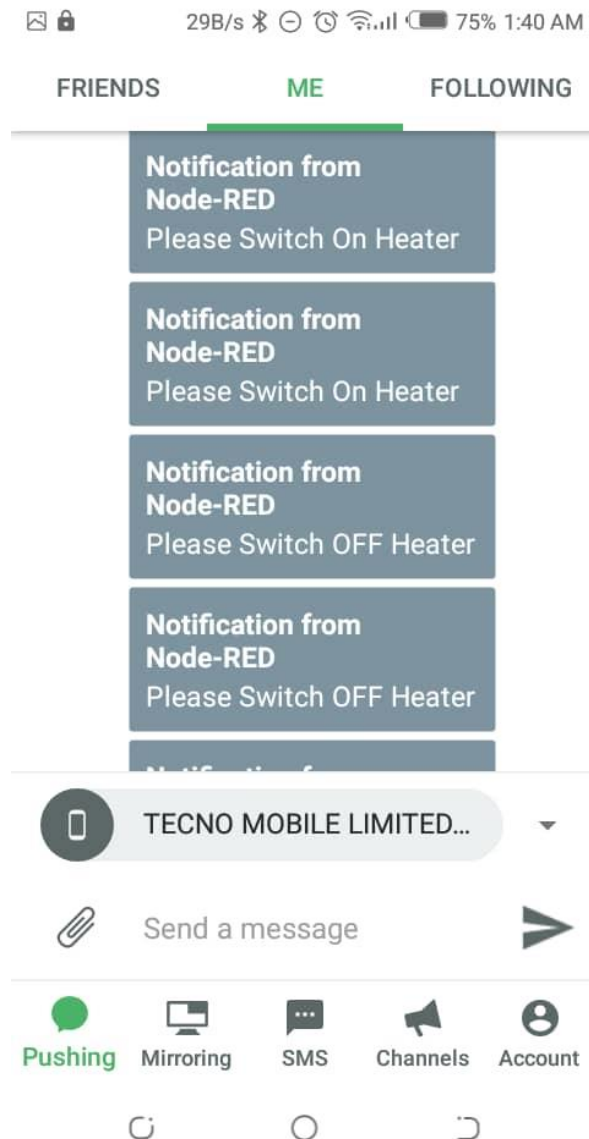 29B/s 75% 1:40 AM
FRIENDS ME FOLLOWING
Notification from
Node-RED
Please Switch On Heater
Notification from
Node-RED
Please Switch On Heater
Notification from
Node-RED
Please Switch OFF Heater
Notification from
Node-RED
Please Switch OFF Heater
TECNO MOBILE LIMITED...
Send a message
Pushing Mirroring SMS Channels Account